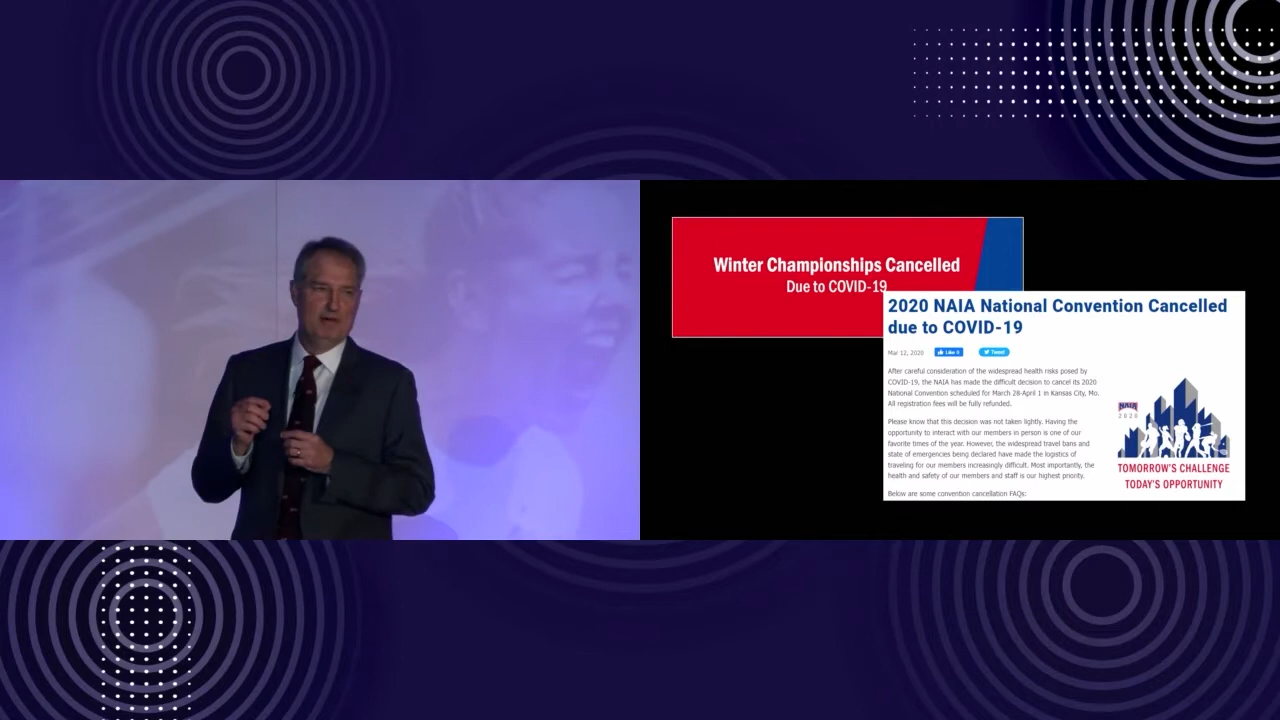 Winter Championships Cancelled
Due to COVID-19
2020 NAIA National Convention Cancelled
due to COVID-19
Mar 12, 2020
Like 0
Tweet
After careful consideration of the widespread health risks posed by
COVID-19, the NAIA has made the difficult decision to cancel its 2020
National Convention scheduled for March 28-April 1 in Kansas City, Mo.
All registration fees will be fully refunded.
Please know that this decision was not taken lightly. Having the
opportunity to interact with our members in person is one of our
favorite times of the year. However, the widespread travel bans and
state of emergencies being declared have made the logistics of
traveling for our members increasingly difficult. Most importantly, the
health and safety of our members and staff is our highest priority.
Below are some convention cancellation FAQs:
NAIA
2020
TOMORROW'S CHALLENGE
TODAY'S OPPORTUNITY